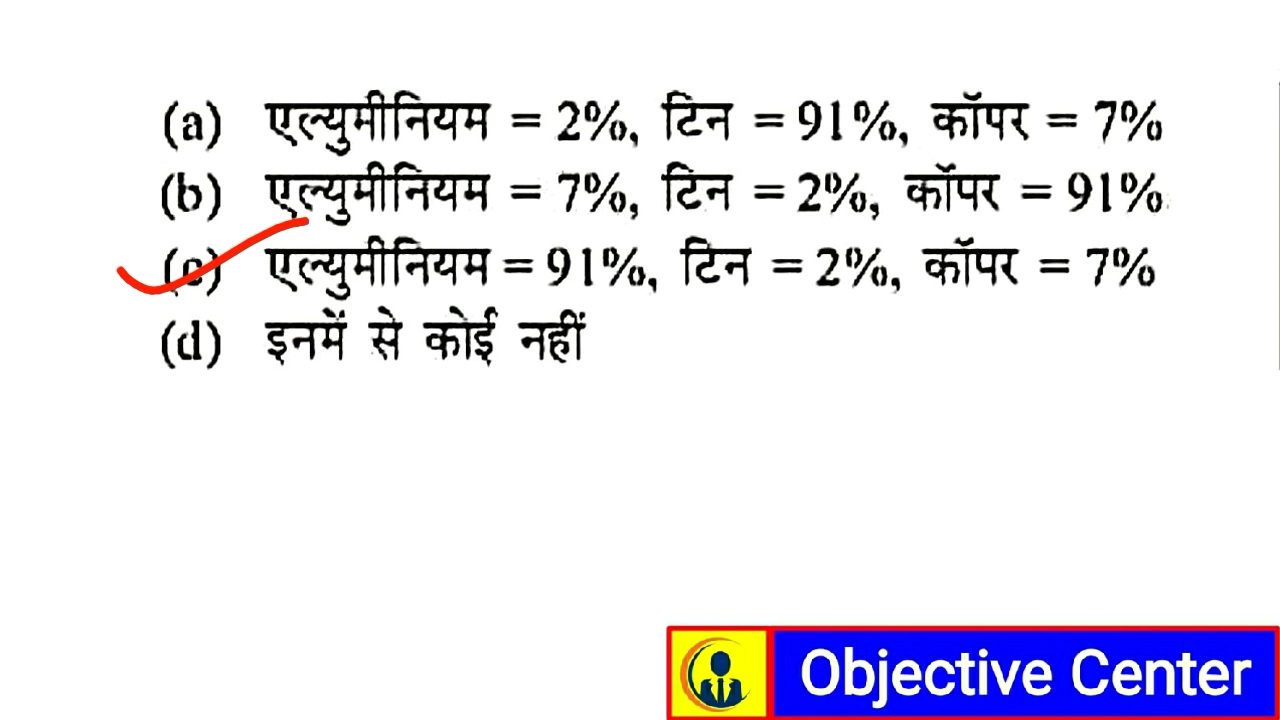 (a) एल्युमीनियम = 2%, टिन = 91%, कॉपर = 7%
(b) एल्युमीनियम = 7%, टिन = 2%, कॉपर = 91%
(c) एल्युमीनियम = 91%, टिन = 2%, कॉपर = 7%
(d) इनमें से कोई नहीं
Objective Center